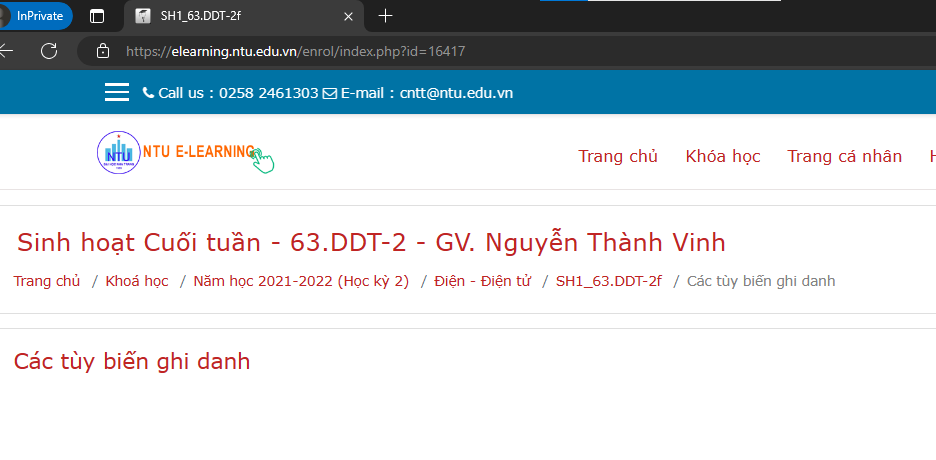 InPrivate
SH1_63.DDT-2f
https://elearning.ntu.edu.vn/enrol/index.php?id=16417
Call us : 0258 2461303 E-mail : cntt@ntu.edu.vn
NTU
NTU E-LEARNING
Trang chủ Khóa học Trang cá nhân
Sinh hoạt Cuối tuần - 63.DDT-2 - GV. Nguyễn Thành Vinh
Trang chủ / Khoá học / Năm học 2021-2022 (Học kỳ 2) / Điện - Điện tử / SH1_63.DDT-2f / Các tùy biến ghi danh
Các tùy biến ghi danh